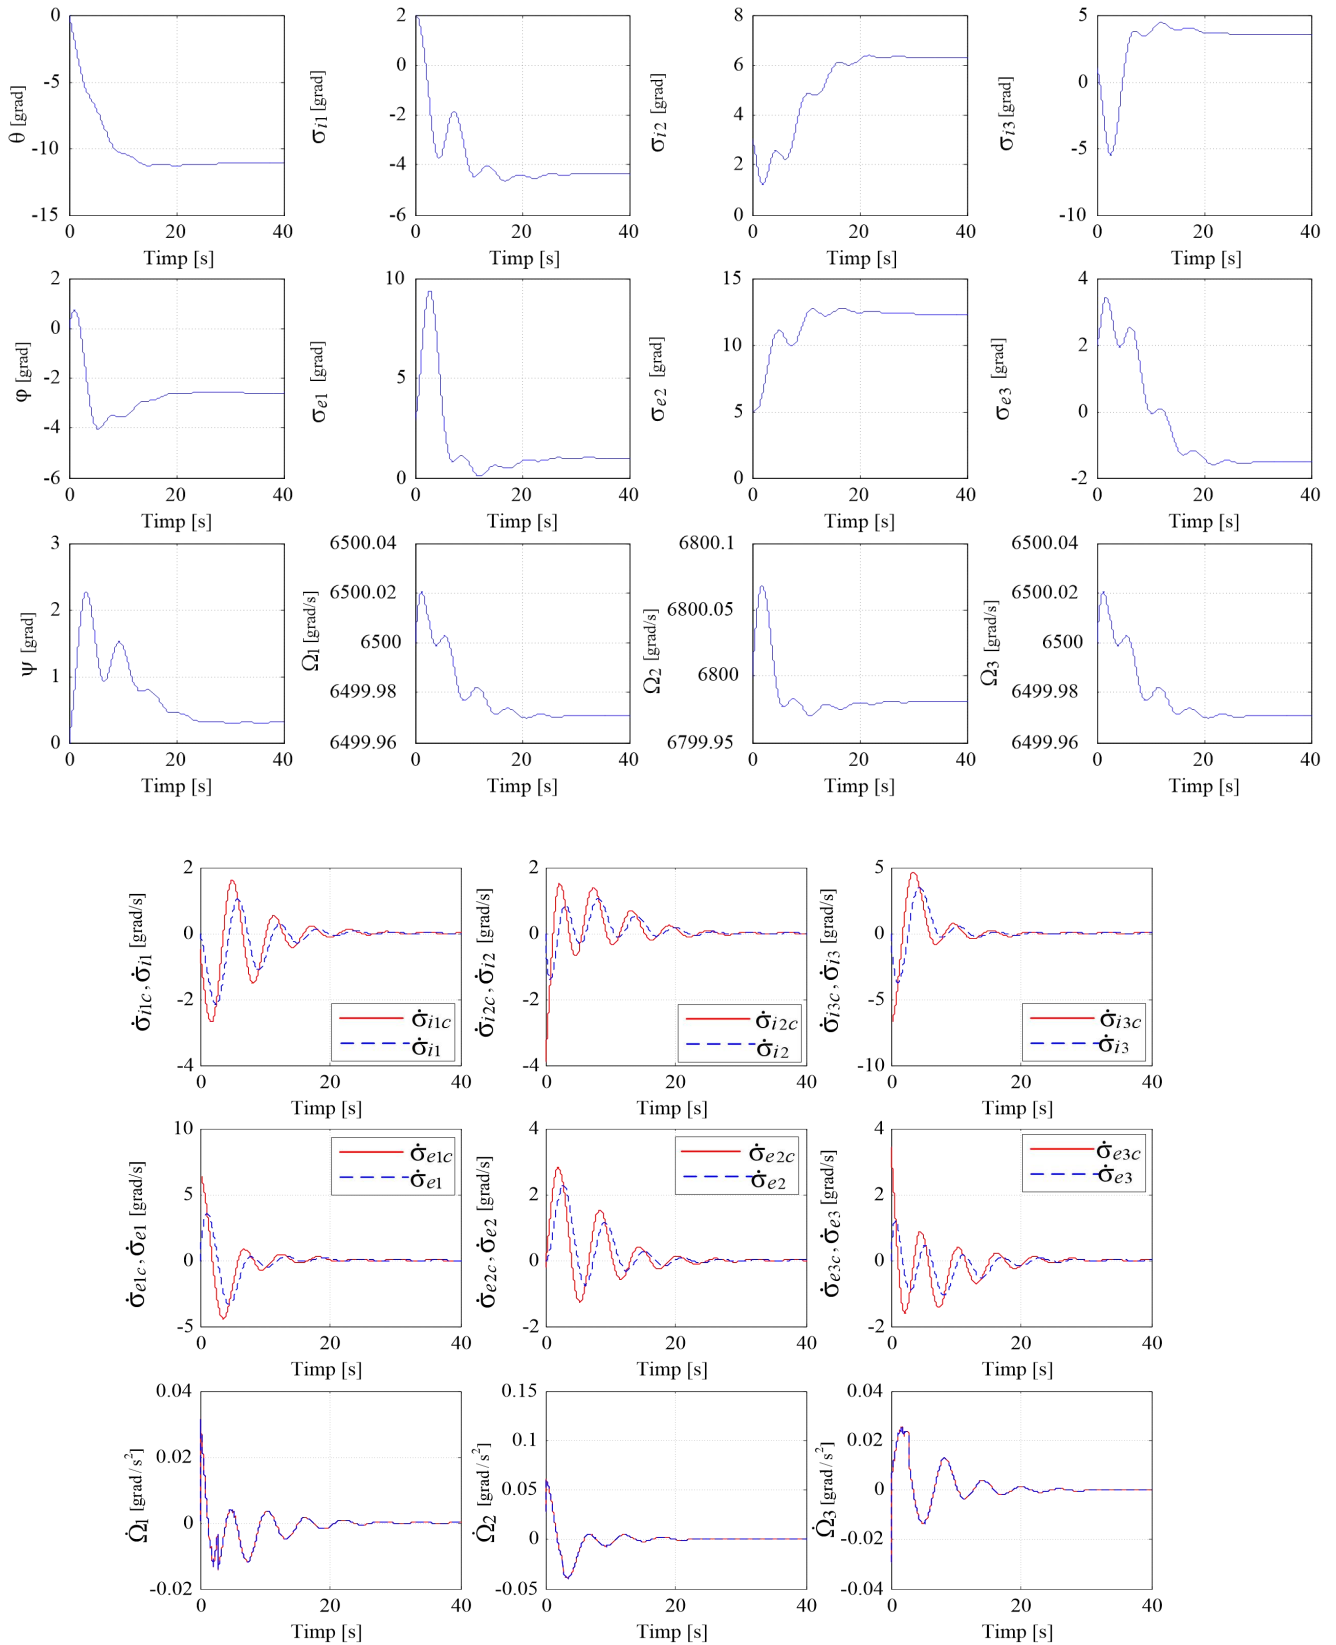 0 -5 -10 -15
θ [grad]
0 20 40
Timp [s]
2 0 -2 -4 -6
σi1 [grad]
0 20 40
Timp [s]
8 6 4 2 0
σi2 [grad]
0 20 40
Timp [s]
5 0 -5 -10
σi3 [grad]
0 20 40
Timp [s]
2 0 -2 -4 -6
φ [grad]
0 20 40
Timp [s]
10 5 0
σe1 [grad]
0 20 40
Timp [s]
15 10 5 0
σe2 [grad]
0 20 40
Timp [s]
4 2 0 -2
σe3 [grad]
0 20 40
Timp [s]
3 2 1 0
ψ [grad]
0 20 40
Timp [s]
6500.04 6500.02 6500 6499.98 6499.96
Ω1 [grad/s]
0 20 40
Timp [s]
6800.1 6800.05 6800 6799.95
Ω2 [grad/s]
0 20 40
Timp [s]
6500.04 6500.02 6500 6499.98 6499.96
Ω3 [grad/s]
0 20 40
Timp [s]
2 0 -2 -4
σ̇i1c, σ̇i1 [grad/s]
σ̇i1c
σ̇i1
0 20 40
Timp [s]
2 0 -2 -4
σ̇i2c, σ̇i2 [grad/s]
σ̇i2c
σ̇i2
0 20 40
Timp [s]
5 0 -5 -10
σ̇i3c, σ̇i3 [grad/s]
σ̇i3c
σ̇i3
0 20 40
Timp [s]
10 5 0 -5
σ̇e1c, σ̇e1 [grad/s]
σ̇e1c
σ̇e1
0 20 40
Timp [s]
4 2 0 -2
σ̇e2c, σ̇e2 [grad/s]
σ̇e2c
σ̇e2
0 20 40
Timp [s]
4 2 0 -2
σ̇e3c, σ̇e3 [grad/s]
σ̇e3c
σ̇e3
0 20 40
Timp [s]
0.04 0.02 0 -0.02
Ω̇1 [grad/s²]
0 20 40
Timp [s]
0.15 0.1 0.05 0 -0.05
Ω̇2 [grad/s²]
0 20 40
Timp [s]
0.04 0.02 0 -0.02 -0.04
Ω̇3 [grad/s²]
0 20 40
Timp [s]